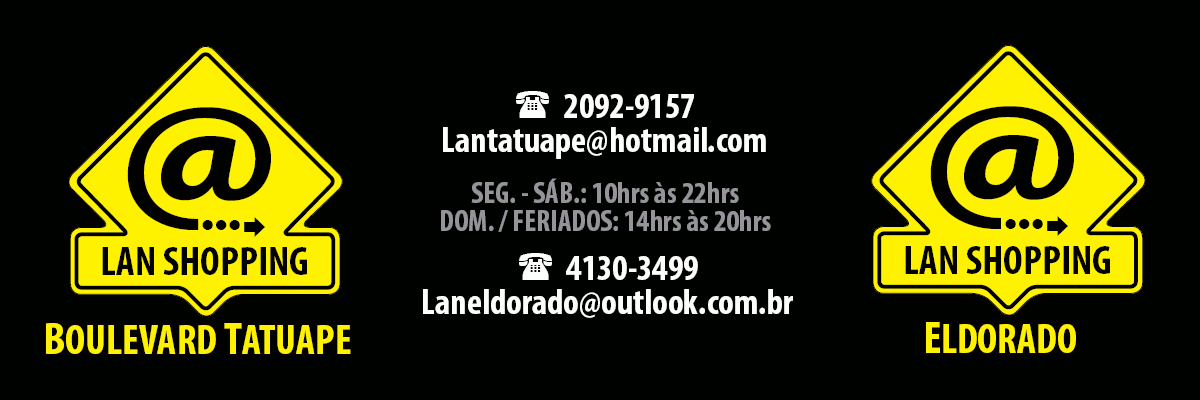 @
LAN SHOPPING
BOULEVARD TATUAPE
☎ 2092-9157
Lantatuape@hotmail.com
SEG. - SÁB.: 10hrs às 22hrs
DOM. / FERIADOS: 14hrs às 20hrs
☎ 4130-3499
Laneldorado@outlook.com.br
@
LAN SHOPPING
ELDORADO